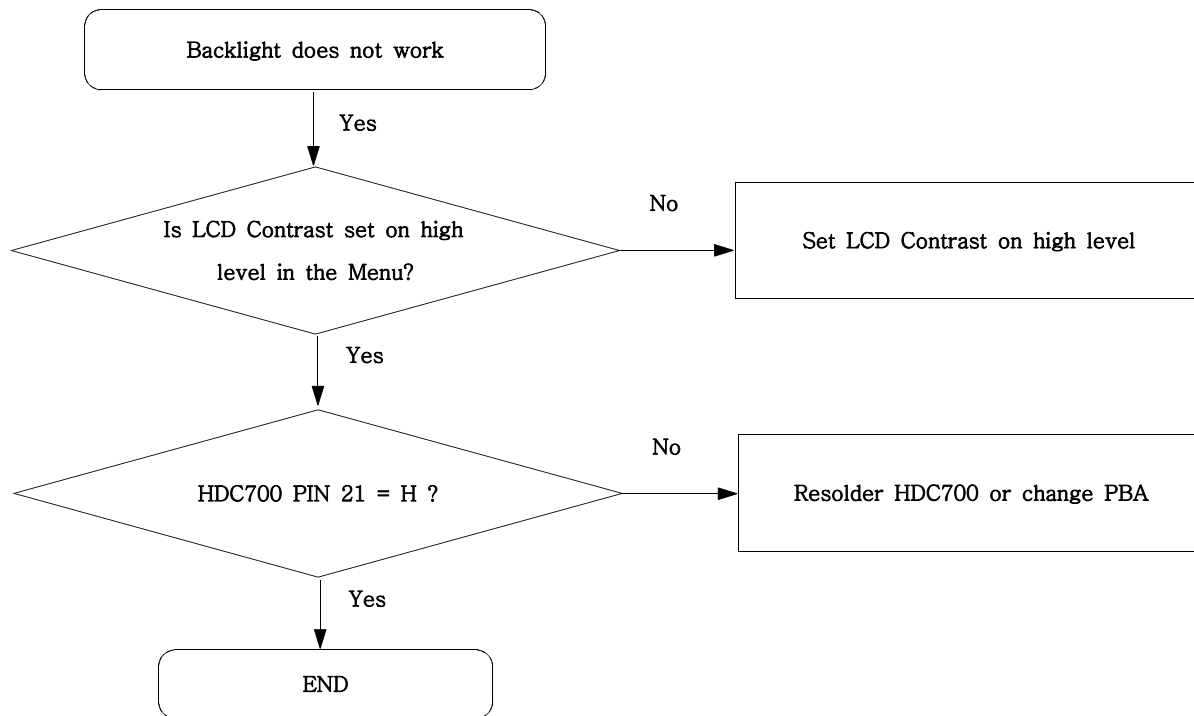 Backlight does not work
Yes
Is LCD Contrast set on high
level in the Menu?
No
Set LCD Contrast on high level
Yes
HDC700 PIN 21 = H ?
No
Resolder HDC700 or change PBA
Yes
END